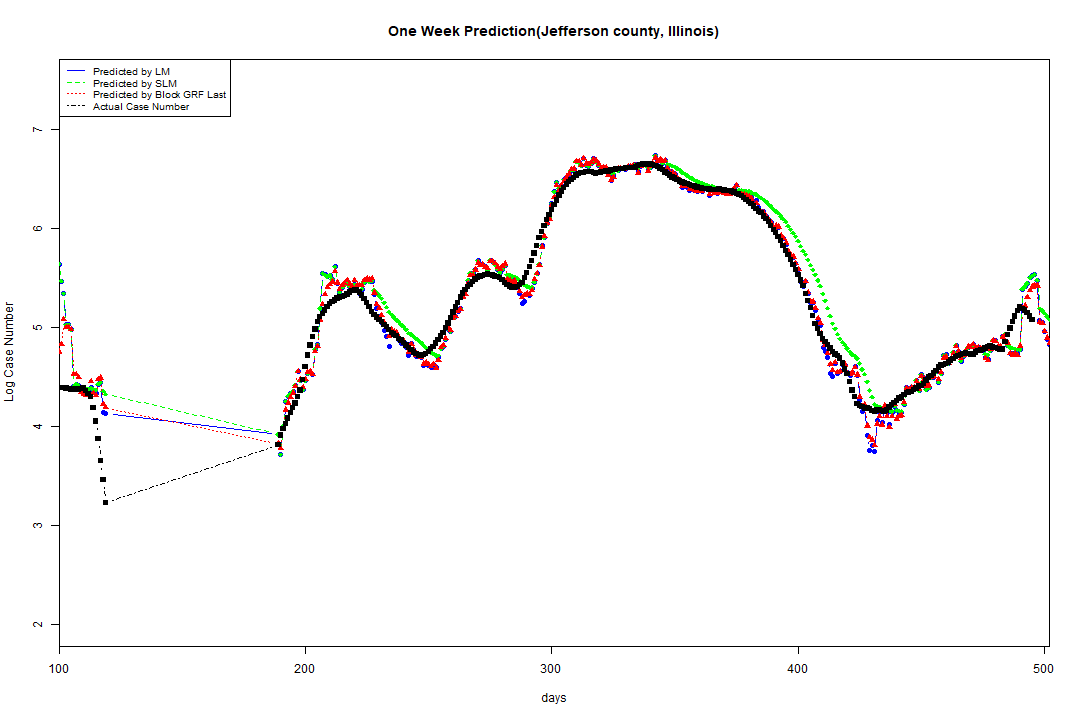 One Week Prediction(Jefferson county, Illinois)
Predicted by LM
Predicted by SLM
Predicted by Block GRF Last
Actual Case Number
7
6
5
4
3
2
Log Case Number
100 200 300 400 500
days